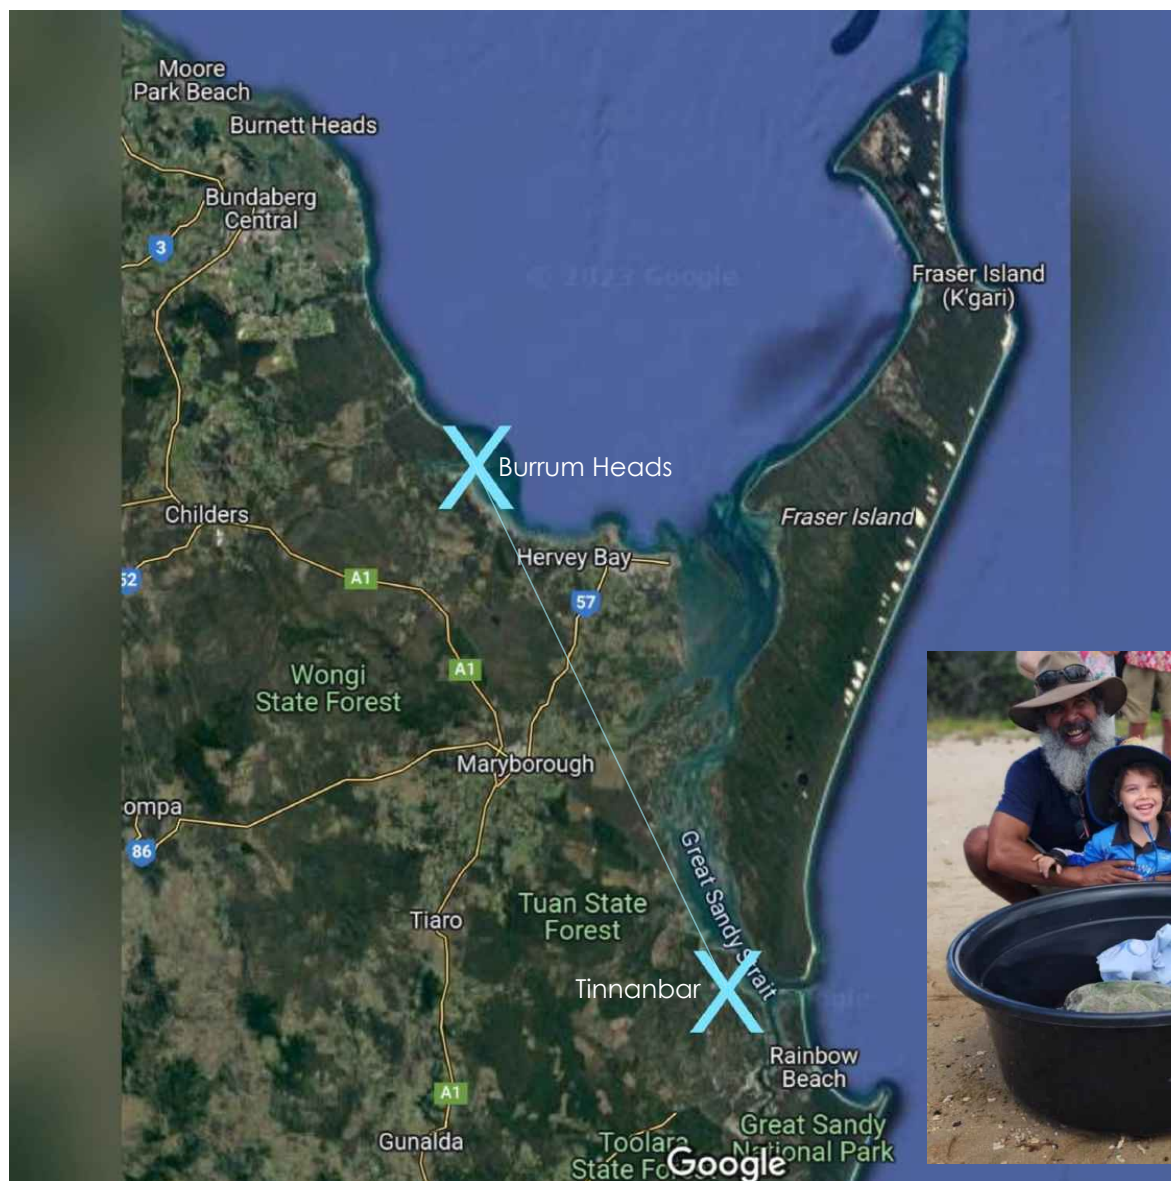 Moore
Park Beach
Burnett Heads
Bundaberg
Central
3
© 2023 Google
Fraser Island
(K'gari)
Burrum Heads
Childers
Fraser Island
Hervey Bay
52
A1
57
Wongi
State Forest
A1
Maryborough
ompa
86
Great Sandy Strait
Tuan State
Forest
Tiaro
Tinnanbar
Rainbow
Beach
A1
Gunalda
Toolara
State Fo
Great Sandy
National Park
Google